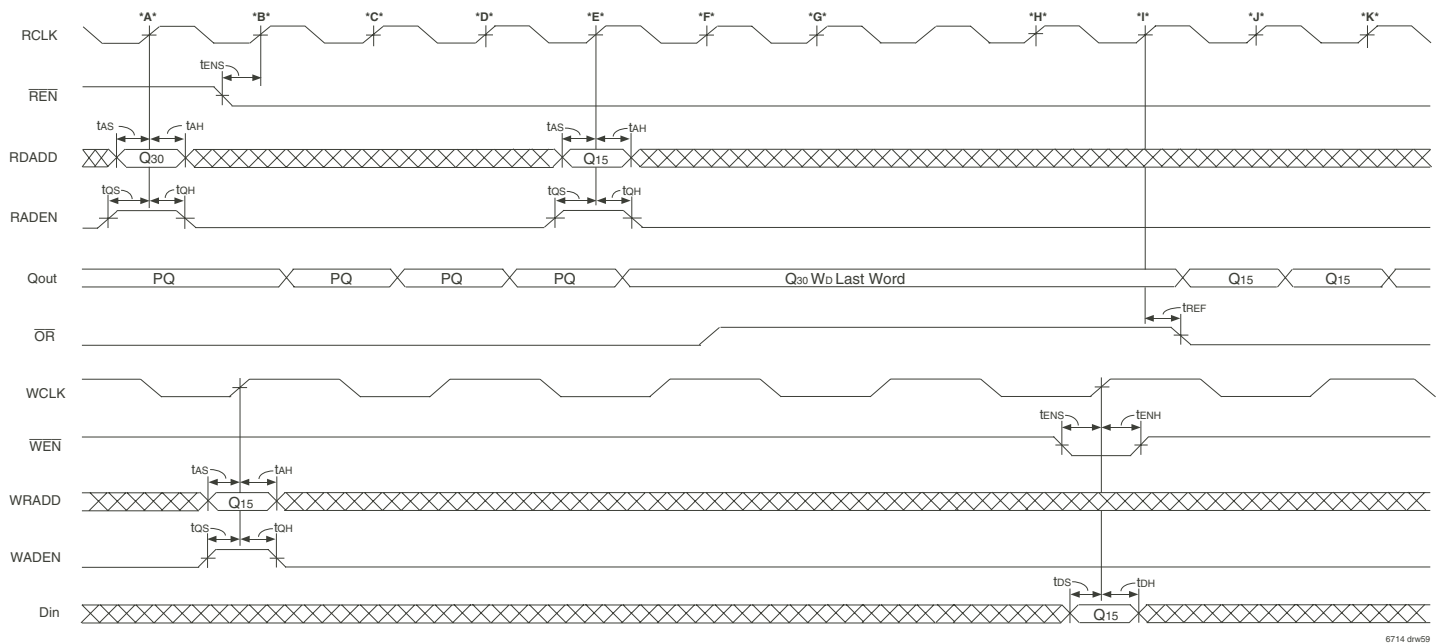 *A* *B* *C* *D* *E* *F* *G* *H* *I* *J* *K*
RCLK
tENS
REN
tAS tAH tAS tAH
RDADD Q30 Q15
tQS tQH tQS tQH
RADEN
Qout PQ PQ PQ PQ Q30 WD Last Word Q15 Q15
tREF
OR
WCLK
tENS tENH
WEN
tAS tAH
WRADD Q15
tQS tQH
WADEN
tDS tDH
Din Q15
6714 drw59